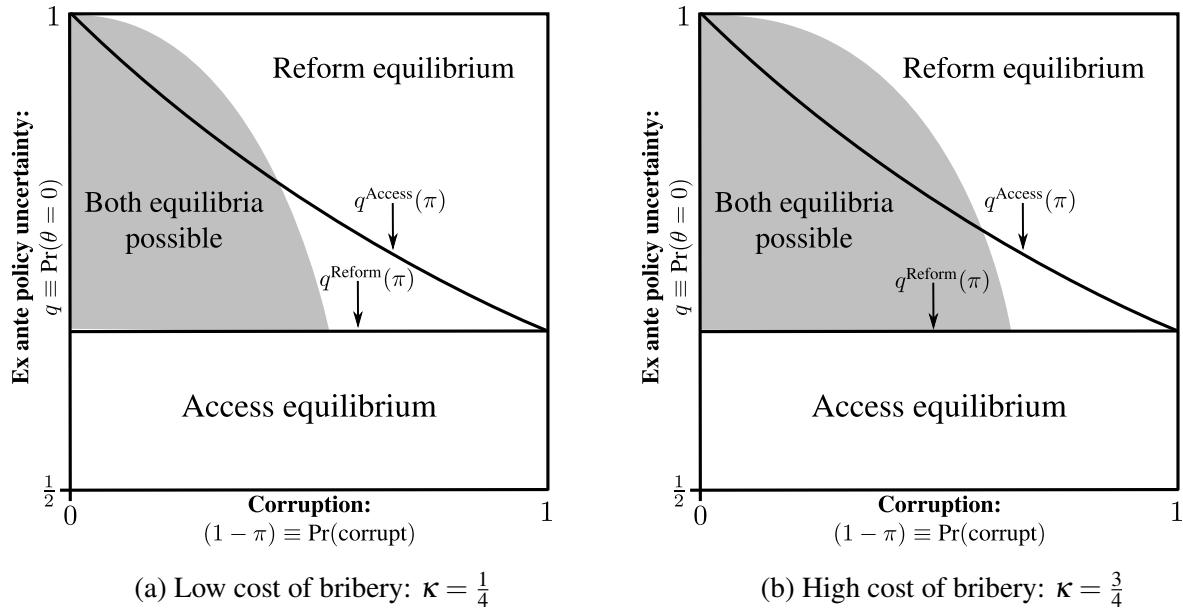 1
Ex ante policy uncertainty:
q ≡ Pr(θ = 0)
Reform equilibrium
Both equilibria
possible
q^Access(π)
q^Reform(π)
Access equilibrium
1/2
0
Corruption:
1
(1 − π) ≡ Pr(corrupt)
(a) Low cost of bribery: κ = 1/4
1
Ex ante policy uncertainty:
q ≡ Pr(θ = 0)
Reform equilibrium
Both equilibria
possible
q^Access(π)
q^Reform(π)
Access equilibrium
1/2
0
Corruption:
1
(1 − π) ≡ Pr(corrupt)
(b) High cost of bribery: κ = 3/4